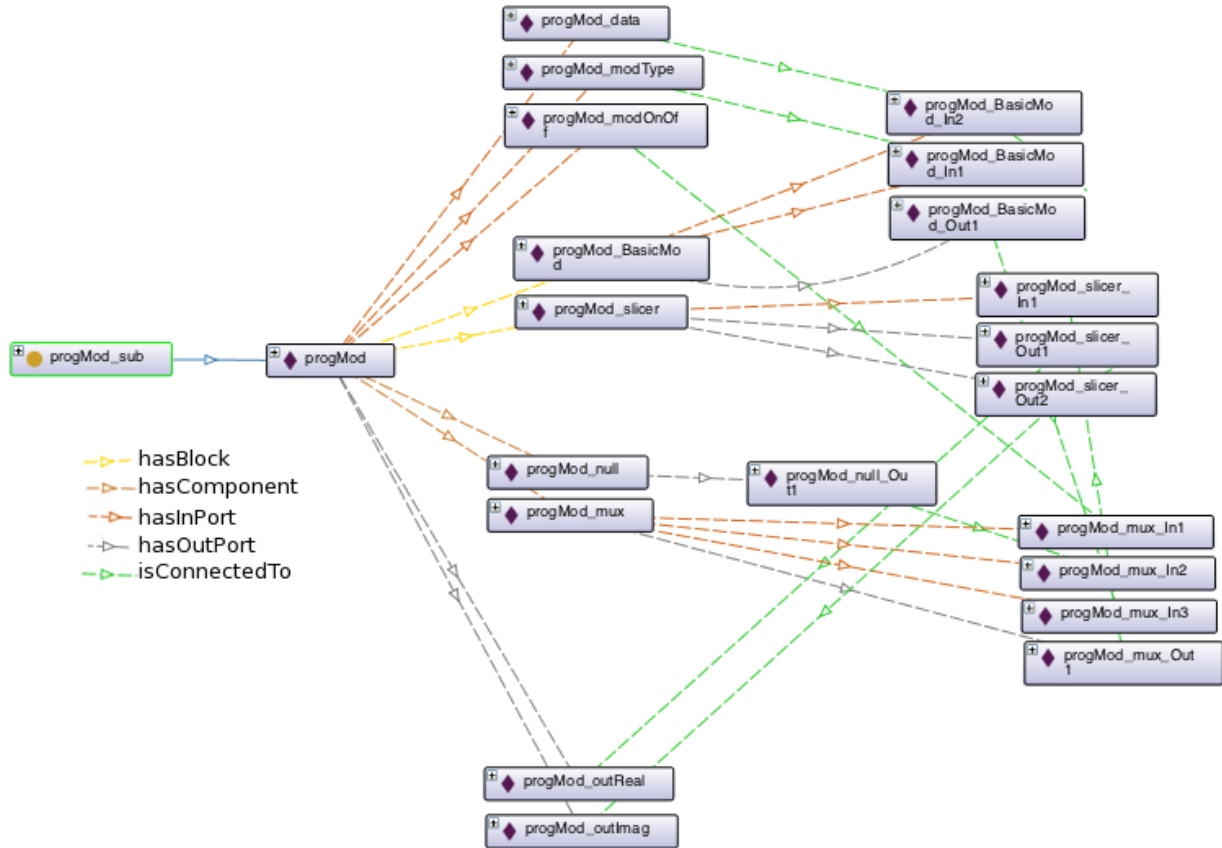 progMod_data
progMod_modType
progMod_modOnOf
f
progMod_BasicMo
d_In2
progMod_BasicMo
d_In1
progMod_BasicMo
d_Out1
progMod_BasicMo
d
progMod_slicer
progMod_slicer_
In1
progMod_slicer_
Out1
progMod_slicer_
Out2
progMod_sub
progMod
hasBlock
hasComponent
hasInPort
hasOutPort
isConnectedTo
progMod_null
progMod_mux
progMod_null_Ou
t1
progMod_mux_In1
progMod_mux_In2
progMod_mux_In3
progMod_mux_Out
1
progMod_outReal
progMod_outImag